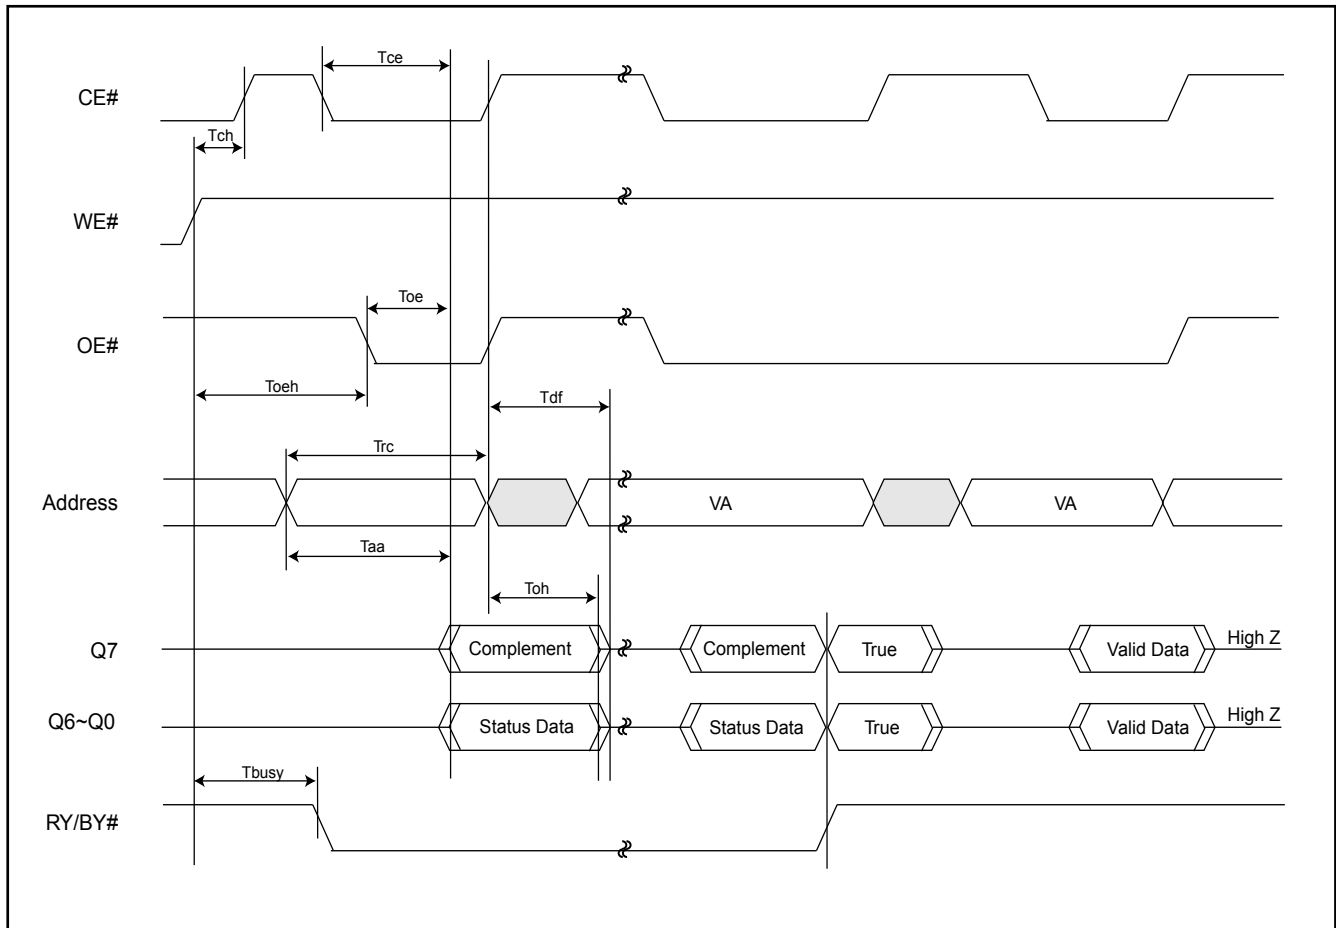 Tce
CE#
Tch
WE#
Toe
OE#
Toeh
Tdf
Trc
Address
VA
VA
Taa
Toh
Q7
Complement
Complement
True
Valid Data
High Z
Q6~Q0
Status Data
Status Data
True
Valid Data
High Z
Tbusy
RY/BY#